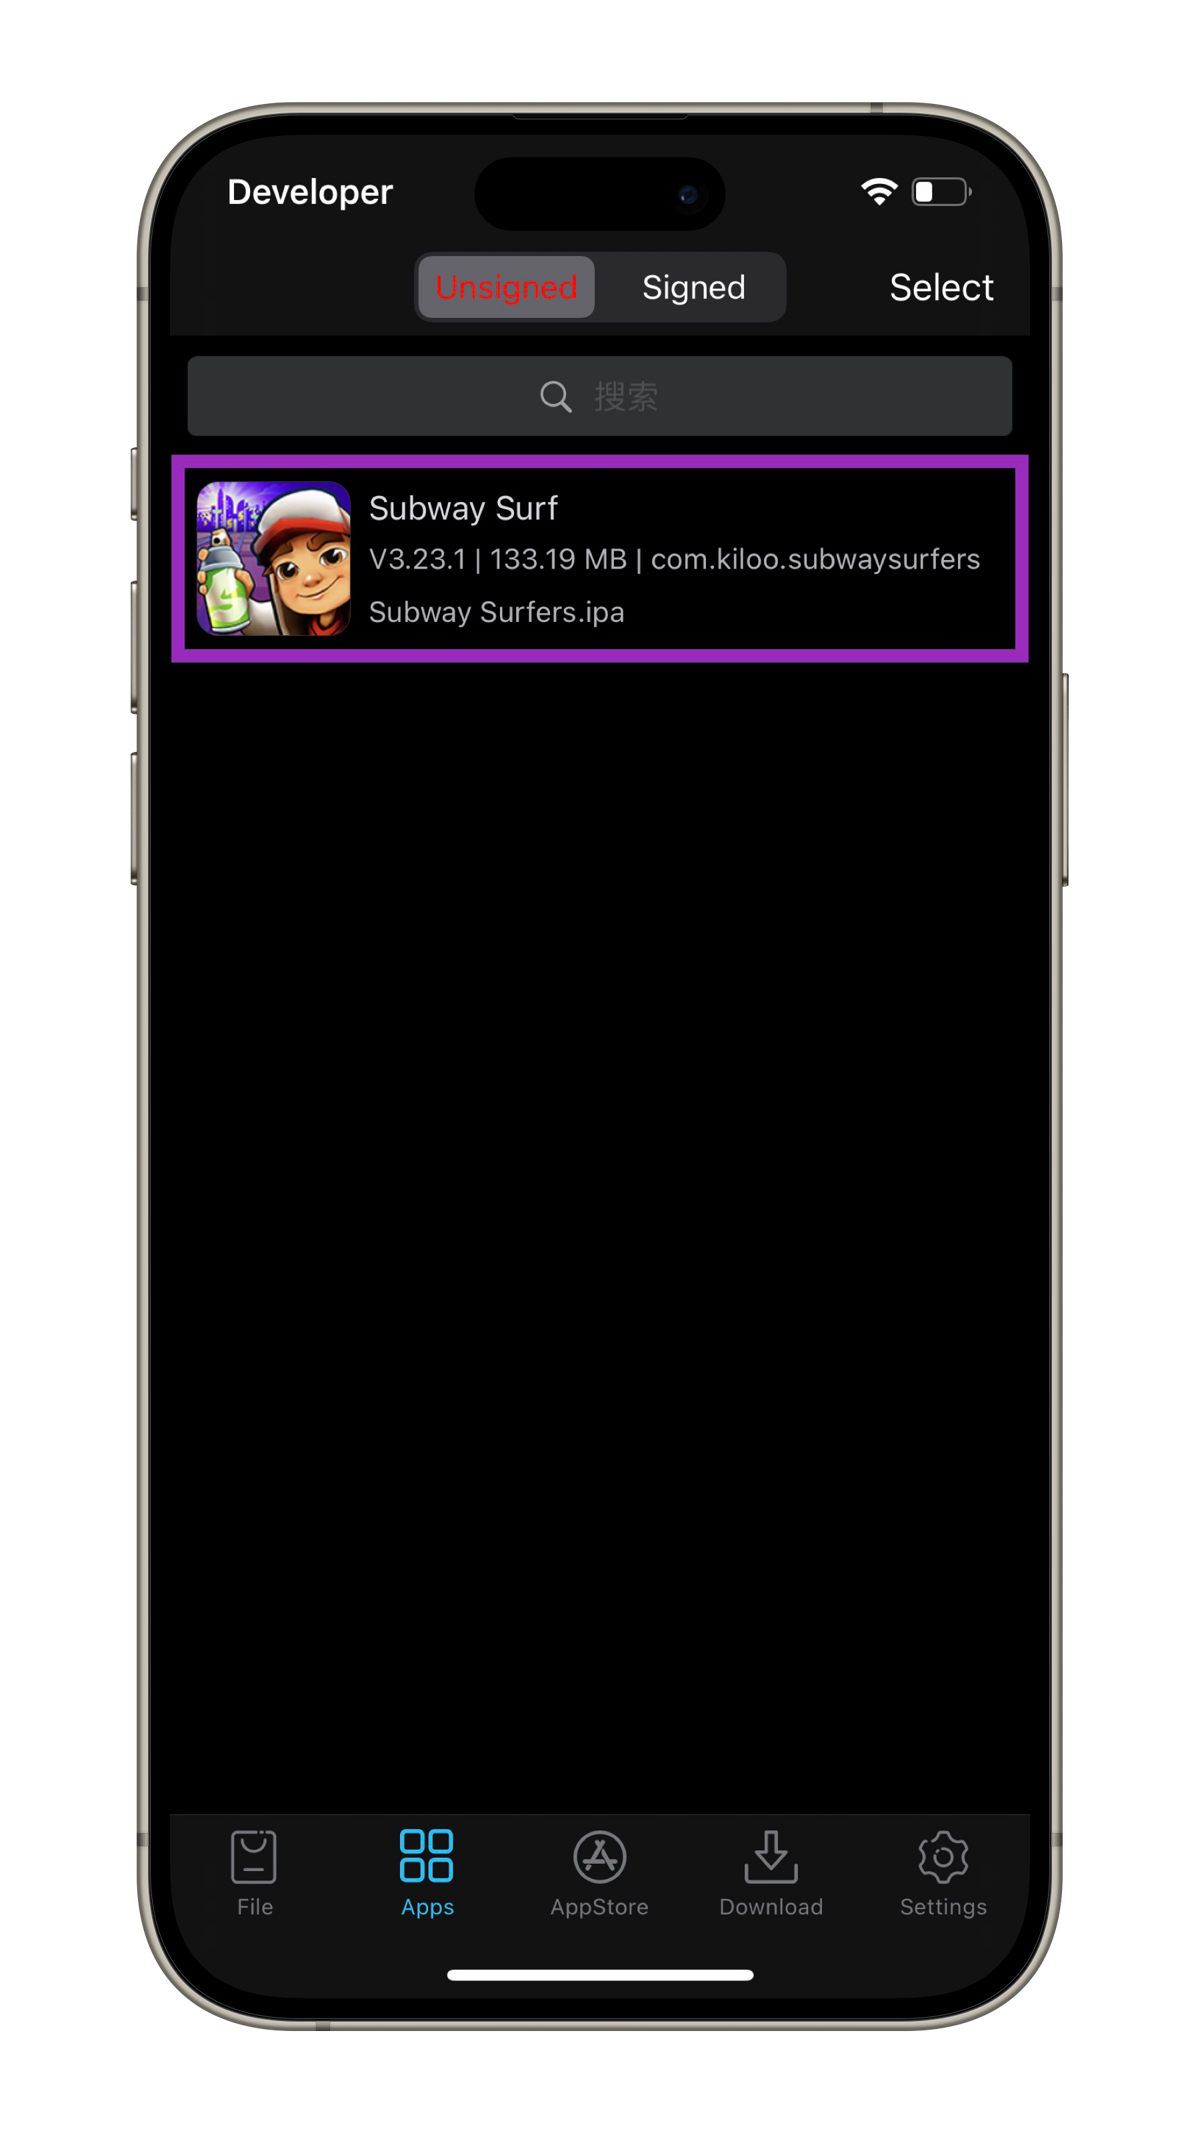 Developer
Unsigned Signed Select
搜索
Subway Surf
V3.23.1 | 133.19 MB | com.kiloo.subwaysurfers
Subway Surfers.ipa
File Apps AppStore Download Settings